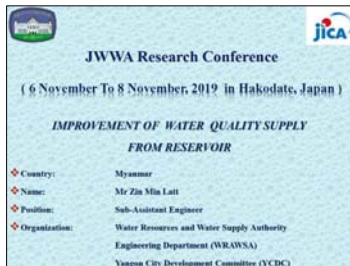 jica
JWWA Research Conference
( 6 November To 8 November, 2019 in Hakodate, Japan )
IMPROVEMENT OF WATER QUALITY SUPPLY
FROM RESERVOIR
Country: Myanmar
Name: Mr Zin Min Latt
Position: Sub-Assistant Engineer
Organization: Water Resources and Water Supply Authority
Engineering Department (WRAWSA)
Yangon City Development Committee (YCDC)